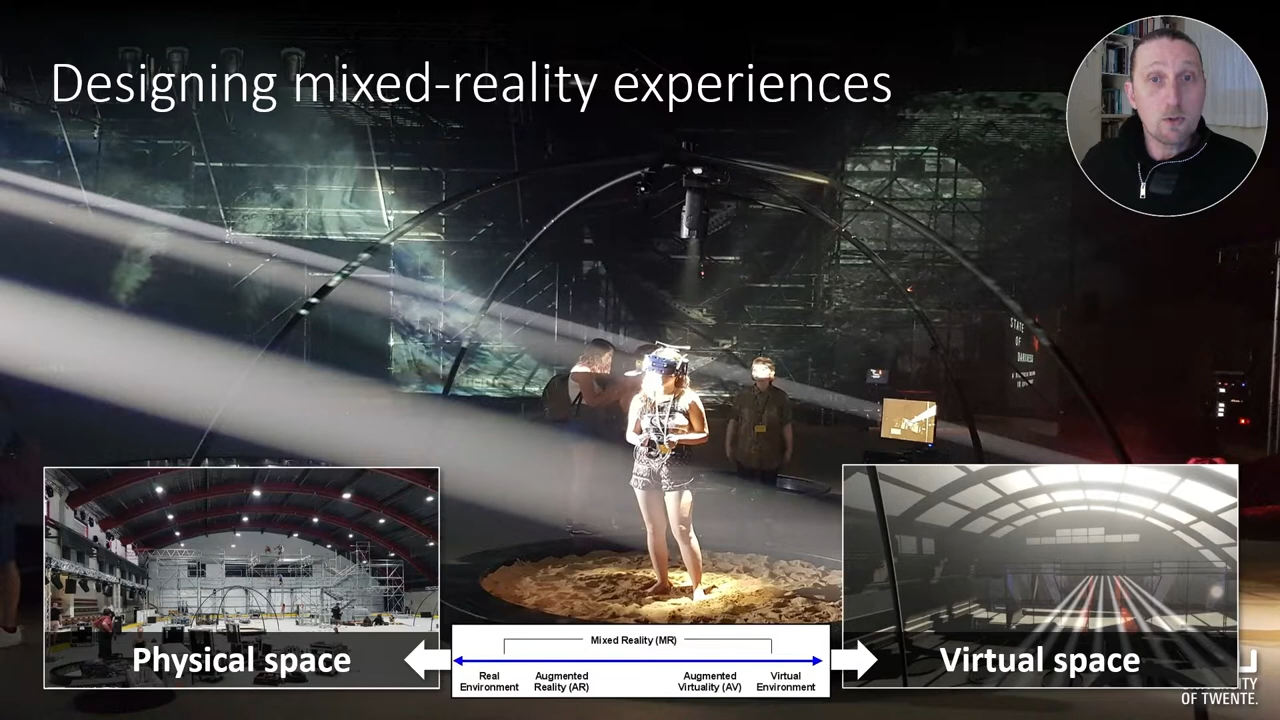 Designing mixed-reality experiences
STATE
OF
DARKNESS
Physical space
Mixed Reality (MR)
Real
Environment
Augmented
Reality (AR)
Augmented
Virtuality (AV)
Virtual
Environment
Virtual space
UNIVERSITY
OF TWENTE.